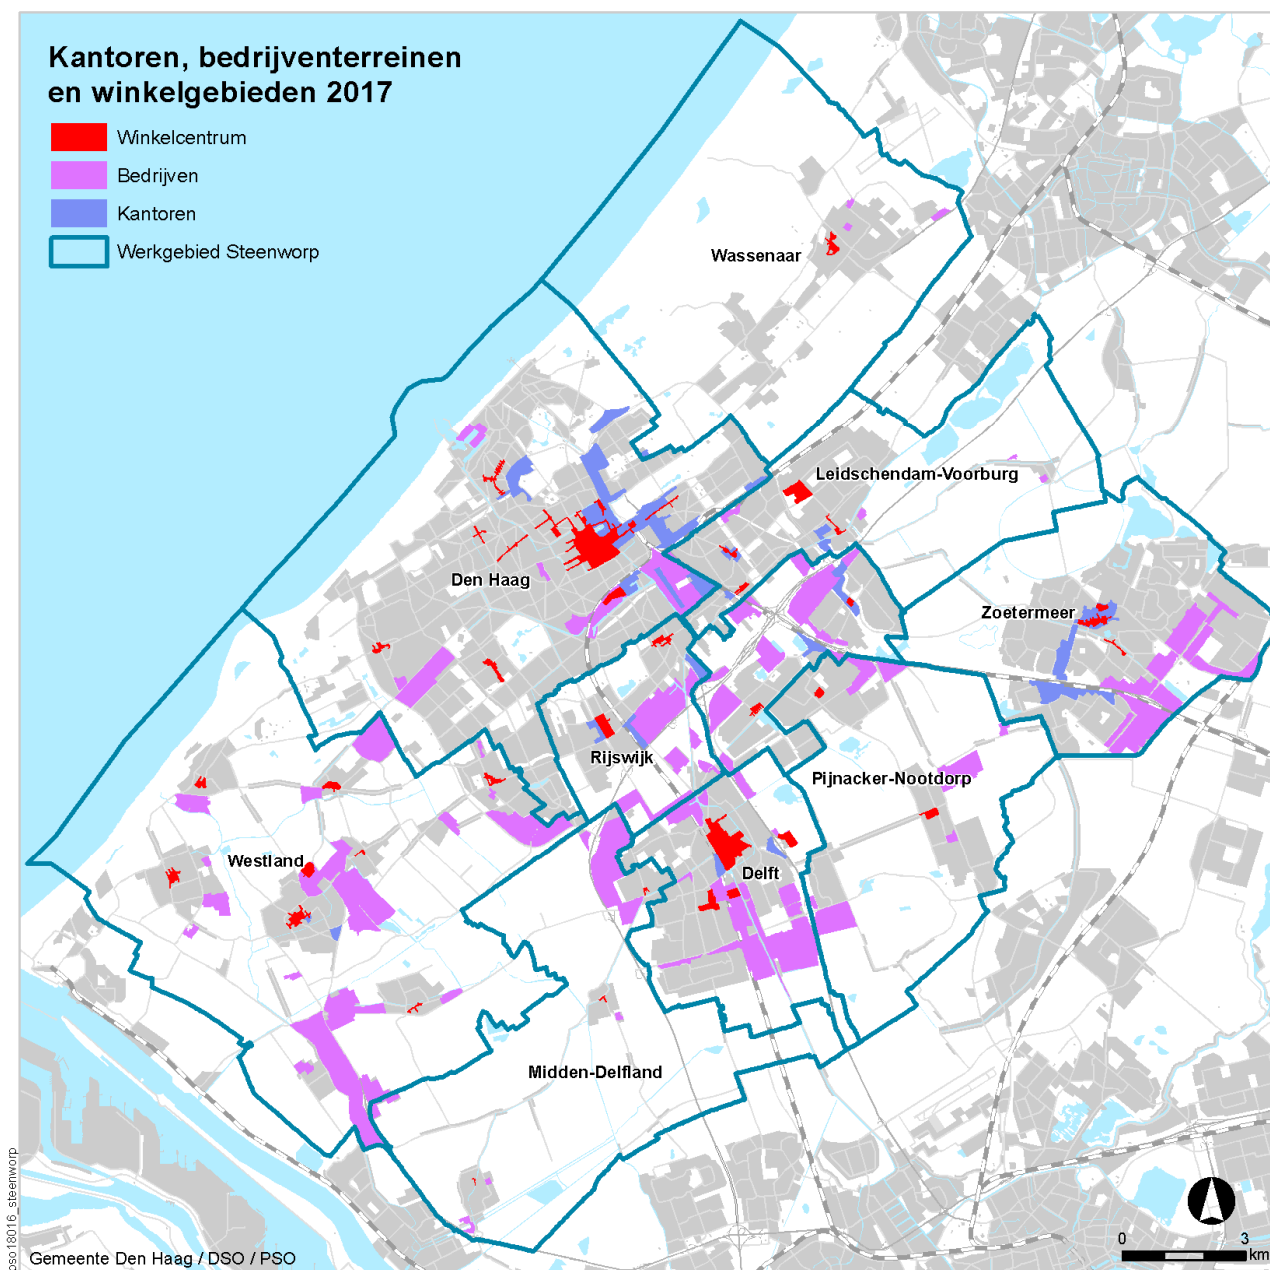 Kantoren, bedrijventerreinen
en winkelgebieden 2017
Winkelcentrum
Bedrijven
Kantoren
Werkgebied Steenworp
Wassenaar
Leidschendam-Voorburg
Den Haag
Zoetermeer
Rijswijk
Pijnacker-Nootdorp
Westland
Delft
Midden-Delfland
pso18016_steenworp
Gemeente Den Haag / DSO / PSO
0 3
km